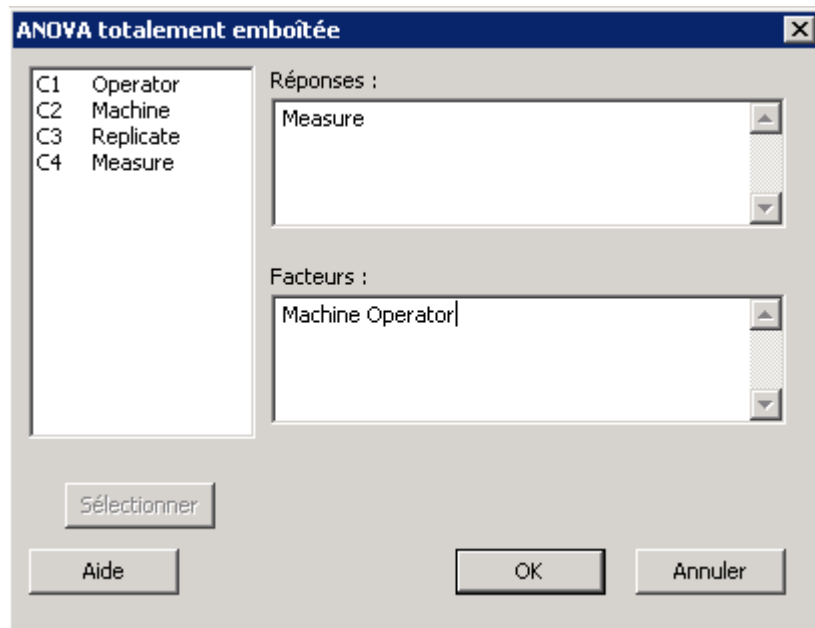 ANOVA totalement emboîtée
C1 Operator
C2 Machine
C3 Replicate
C4 Measure
Réponses :
Measure
Facteurs :
Machine Operator
Sélectionner
Aide
OK
Annuler